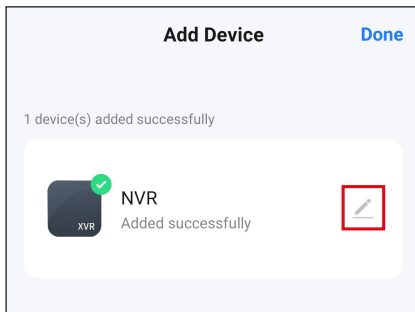 Add Device
Done
1 device(s) added successfully
XVR
NVR
Added successfully